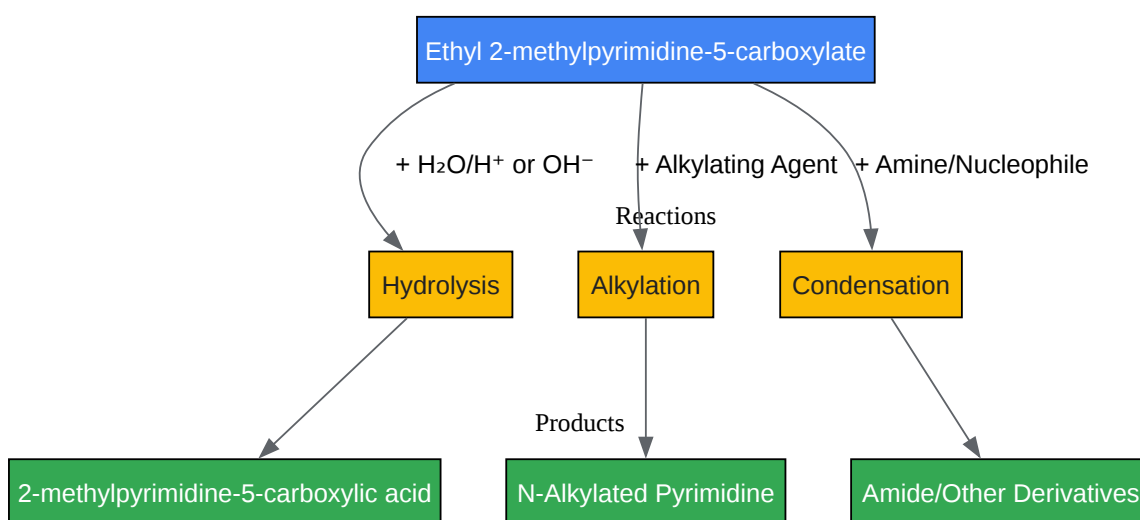 Ethyl 2-methylpyrimidine-5-carboxylate
+ H₂O/H⁺ or OH⁻
+ Alkylating Agent
+ Amine/Nucleophile
Reactions
Hydrolysis
Alkylation
Condensation
Products
2-methylpyrimidine-5-carboxylic acid
N-Alkylated Pyrimidine
Amide/Other Derivatives